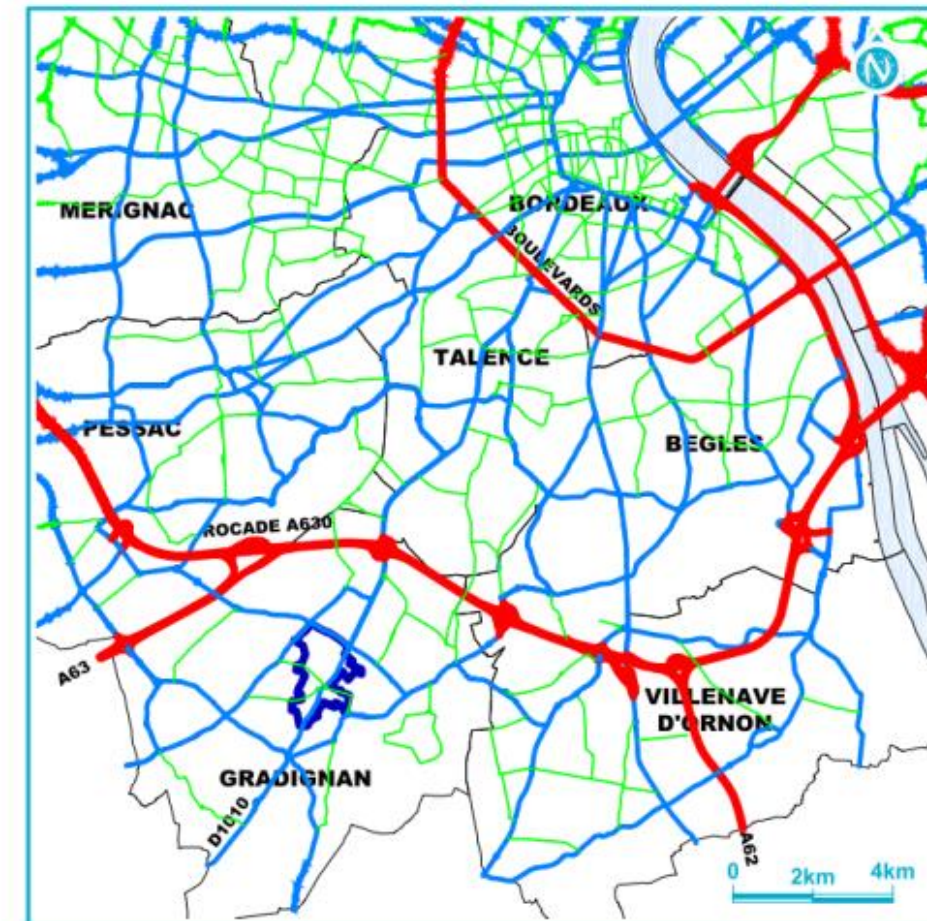 N
MERIGNAC
BORDEAUX
BOULEVARDS
TALENCE
PESSAC
BEGLES
ROCADE A630
A63
VILLENAVE
D'ORNON
GRADIGNAN
D1010
A62
0 2km 4km